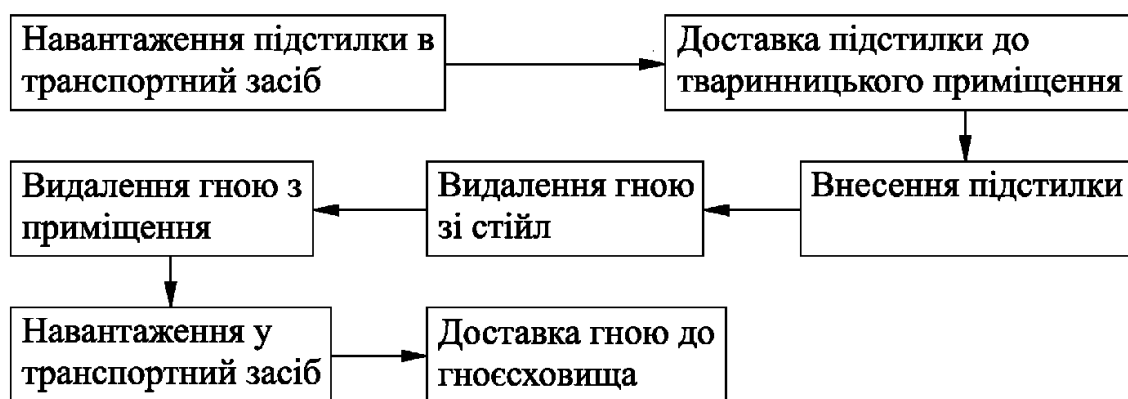 Навантаження підстилки в
транспортний засіб
Доставка підстилки до
тваринницького приміщення
Внесення підстилки
Видалення гною
зі стійл
Видалення гною з
приміщення
Навантаження у
транспортний засіб
Доставка гною до
гноєсховища